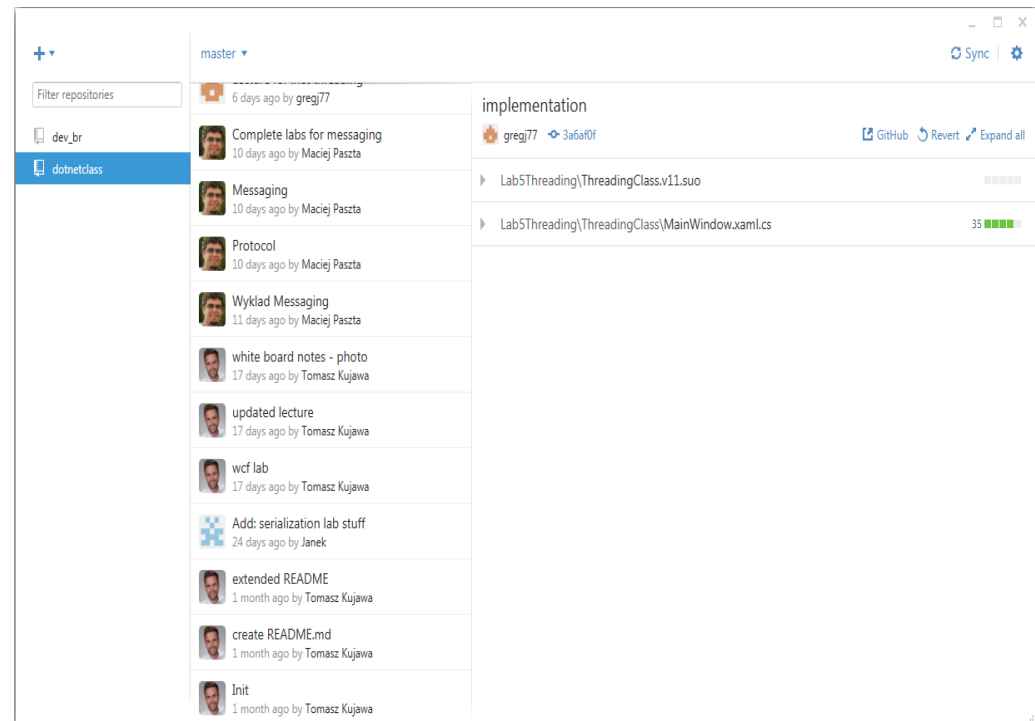 master
Sync
Filter repositories
dev_br
dotnetclass
6 days ago by gregj77
Complete labs for messaging
10 days ago by Maciej Paszta
Messaging
10 days ago by Maciej Paszta
Protocol
10 days ago by Maciej Paszta
Wyklad Messaging
11 days ago by Maciej Paszta
white board notes - photo
17 days ago by Tomasz Kujawa
updated lecture
17 days ago by Tomasz Kujawa
wcf lab
17 days ago by Tomasz Kujawa
Add: serialization lab stuff
24 days ago by Janek
extended README
1 month ago by Tomasz Kujawa
create README.md
1 month ago by Tomasz Kujawa
Init
1 month ago by Tomasz Kujawa
implementation
gregj77 3a6af0f GitHub Revert Expand all
Lab5Threading\ThreadingClass.v11.suo
Lab5Threading\ThreadingClass\MainWindow.xaml.cs 35